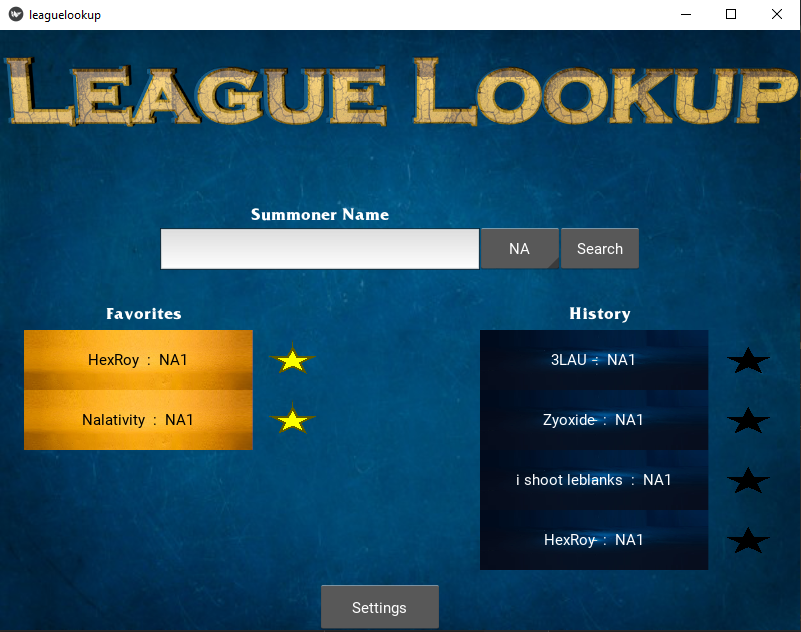 leaguelookup
League Lookup
Summoner Name
NA
Search
Favorites
HexRoy : NA1
Nalativity : NA1
History
3LAU : NA1
Zyoxide : NA1
i shoot leblanks : NA1
HexRoy : NA1
Settings